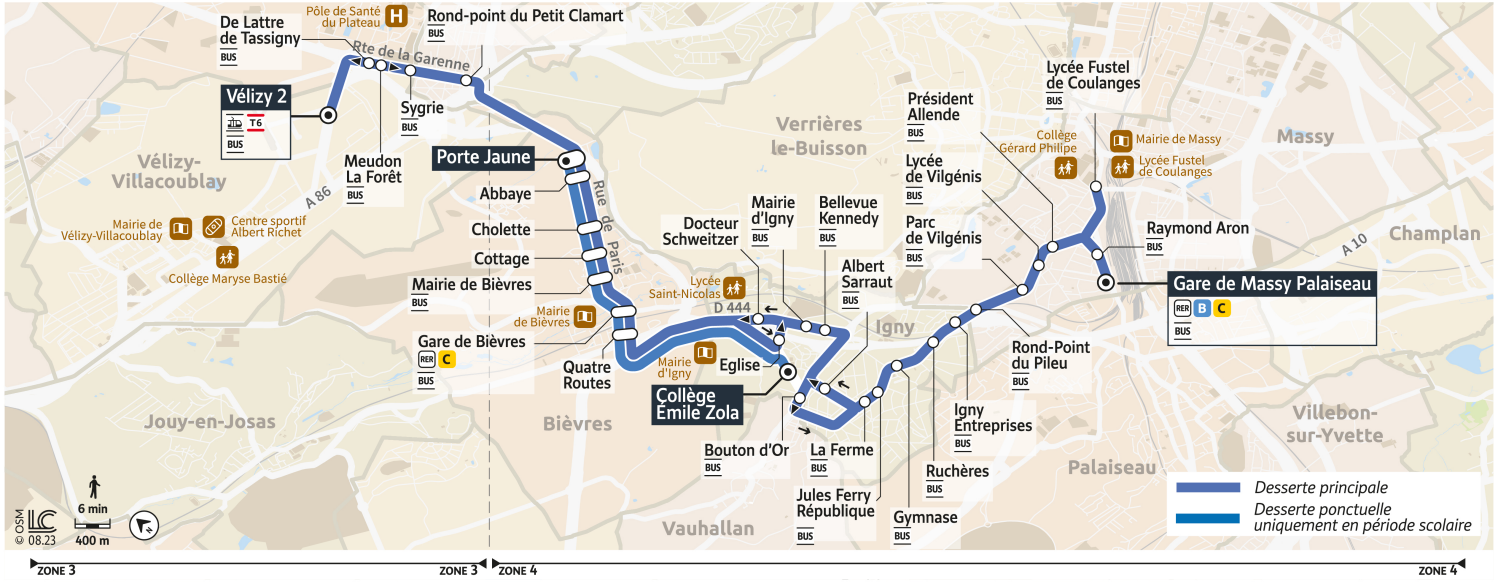 De Lattre
de Tassigny
BUS
Pôle de Santé
du Plateau
H
Rond-point du Petit Clamart
BUS
Rte de la Garenne
Vélizy 2
T6
BUS
Sygrie
BUS
Meudon
La Forêt
BUS
Vélizy-
Villacoublay
A 86
Mairie de
Vélizy-Villacoublay
Centre sportif
Albert Richet
Collège Maryse Bastié
Porte Jaune
Abbaye
Cholette
Cottage
Mairie de Bièvres
BUS
Rue de Paris
Mairie
de Bièvres
Gare de Bièvres
RER C
BUS
Quatre
Routes
Verrières
le-Buisson
Docteur
Schweitzer
Mairie
d'Igny
BUS
Bellevue
Kennedy
BUS
Albert
Sarraut
BUS
Lycée
Saint-Nicolas
D 444
Mairie
d'Igny
Eglise
Collège
Émile Zola
Igny
Président
Allende
BUS
Lycée
de Vilgénis
BUS
Parc
de Vilgénis
BUS
Lycée Fustel
de Coulanges
BUS
Collège
Gérard Philipe
Mairie de Massy
Lycée Fustel
de Coulanges
Massy
Raymond Aron
BUS
A 10
Champlan
Gare de Massy Palaiseau
RER B C
BUS
Rond-Point
du Pileu
BUS
Igny
Entreprises
BUS
Ruchères
BUS
Gymnase
BUS
Jules Ferry
République
BUS
La Ferme
BUS
Bouton d'Or
BUS
Jouy-en-Josas
Bièvres
Vauhallan
Palaiseau
Villebon-
sur-Yvette
Desserte principale
Desserte ponctuelle
uniquement en période scolaire
6 min
400 m
© OSM
LC
08.23
ZONE 3
ZONE 3
ZONE 4
ZONE 4